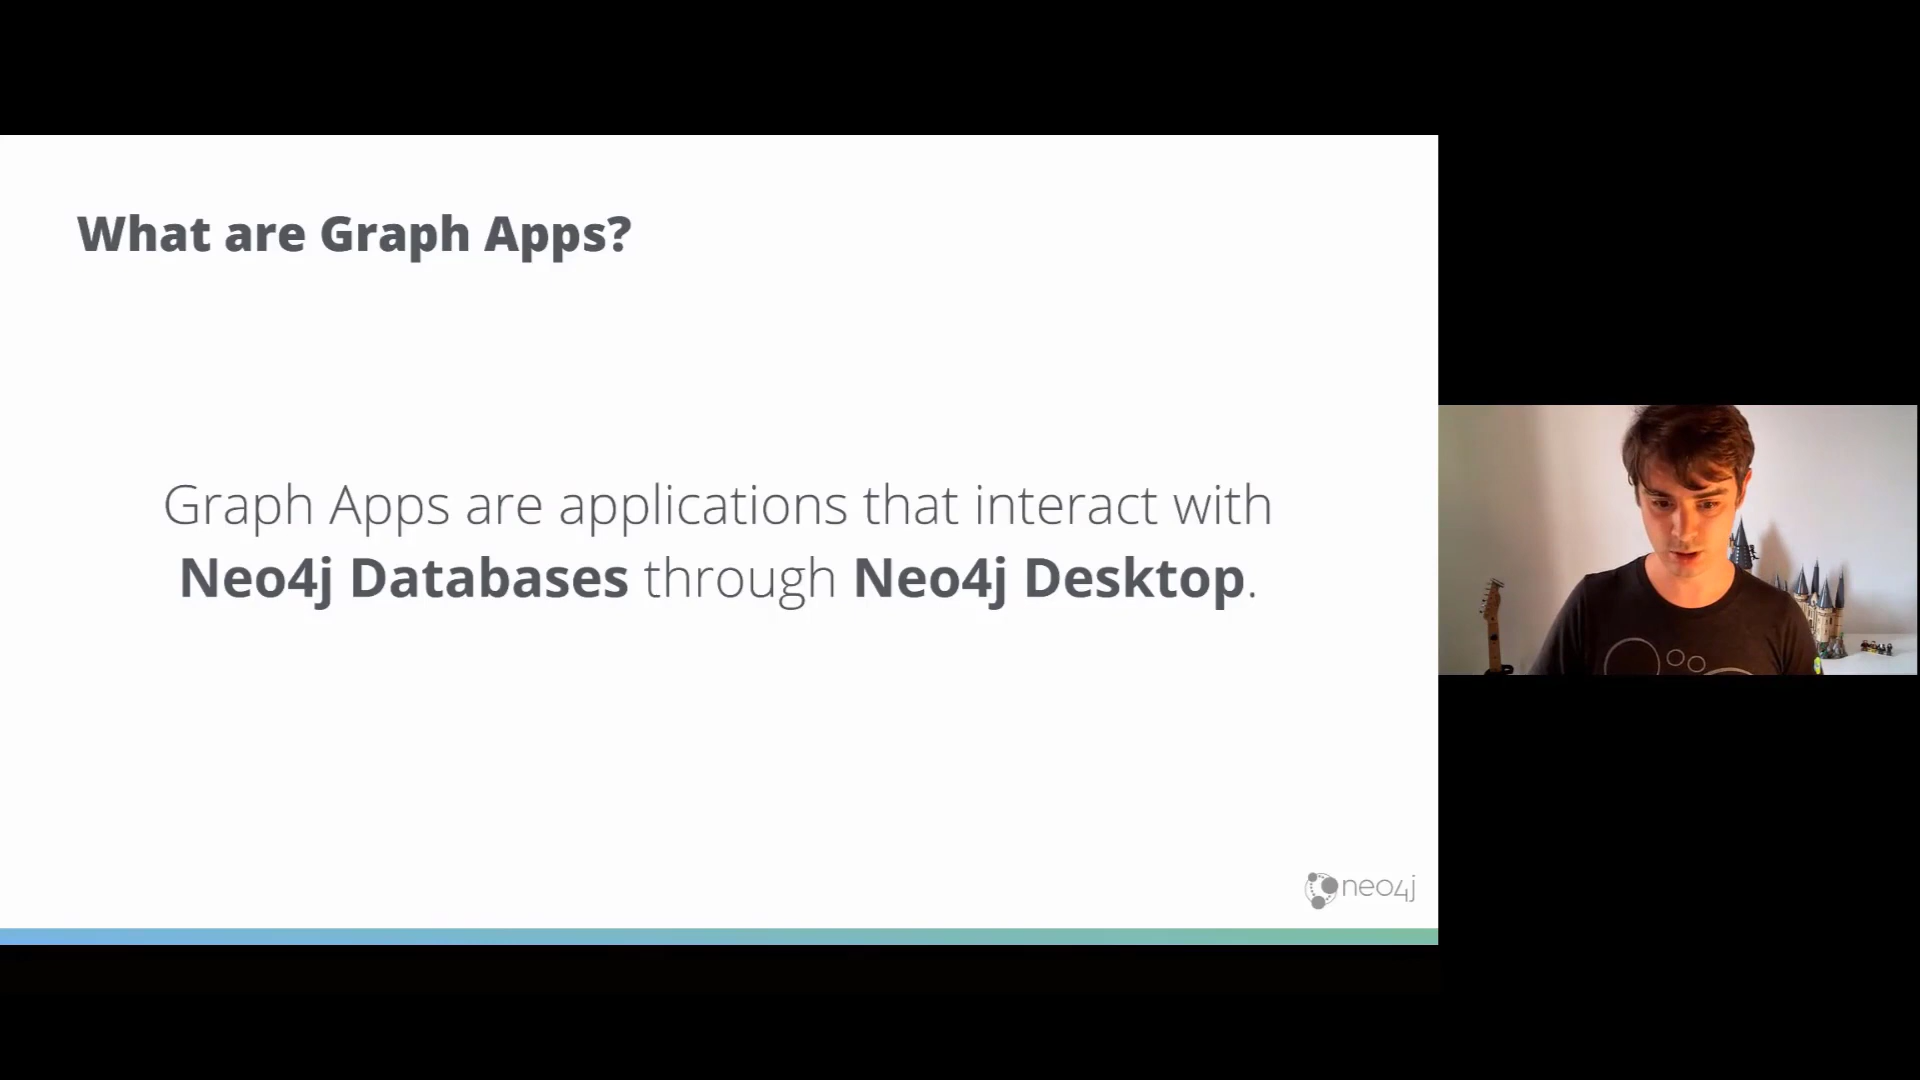 What are Graph Apps?
Graph Apps are applications that interact with
Neo4j Databases through Neo4j Desktop.
neo4j